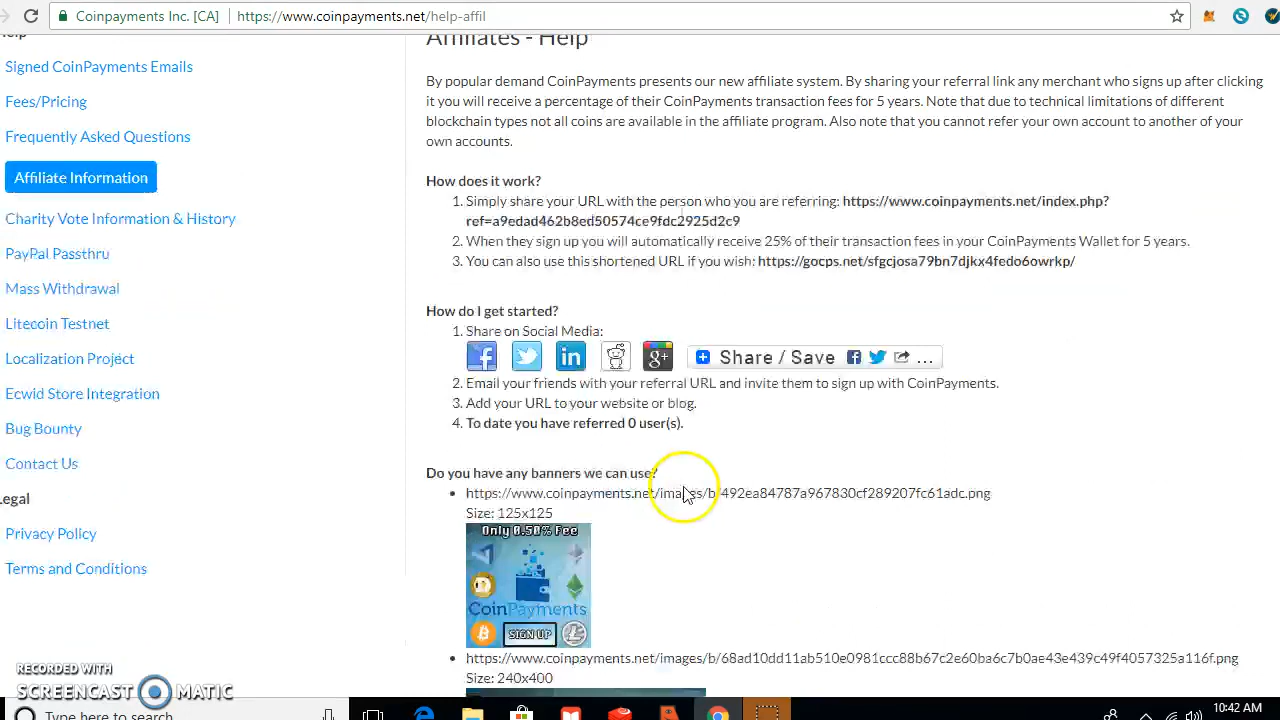 Coinpayments Inc. [CA]
https://www.coinpayments.net/help-affil
Help
Signed CoinPayments Emails
Fees/Pricing
Frequently Asked Questions
Affiliate Information
Charity Vote Information & History
PayPal Passthru
Mass Withdrawal
Litecoin Testnet
Localization Project
Ecwid Store Integration
Bug Bounty
Contact Us
Legal
Privacy Policy
Terms and Conditions
Affiliates - Help
By popular demand CoinPayments presents our new affiliate system. By sharing your referral link any merchant who signs up after clicking
it you will receive a percentage of their CoinPayments transaction fees for 5 years. Note that due to technical limitations of different
blockchain types not all coins are available in the affiliate program. Also note that you cannot refer your own account to another of your
own accounts.
How does it work?
1. Simply share your URL with the person who you are referring: https://www.coinpayments.net/index.php?
ref=a9edad462b8ed50574ce9fdc2925d2c9
2. When they sign up you will automatically receive 25% of their transaction fees in your CoinPayments Wallet for 5 years.
3. You can also use this shortened URL if you wish: https://gocps.net/sfgcjosa79bn7djkx4fedo6owrkp/
How do I get started?
1. Share on Social Media:
Share / Save ...
2. Email your friends with your referral URL and invite them to sign up with CoinPayments.
3. Add your URL to your website or blog.
4. To date you have referred 0 user(s).
Do you have any banners we can use?
https://www.coinpayments.net/images/b/492ea84787a967830cf289207fc61adc.png
Size: 125x125
Only 0.50% Fee
CoinPayments
SIGN UP
https://www.coinpayments.net/images/b/68ad10dd11ab510e0981ccc88b67c2e60ba6c7b0ae43e439c49f4057325a116f.png
Size: 240x400
RECORDED WITH
SCREENCAST MATIC
Type here to search
10:42 AM